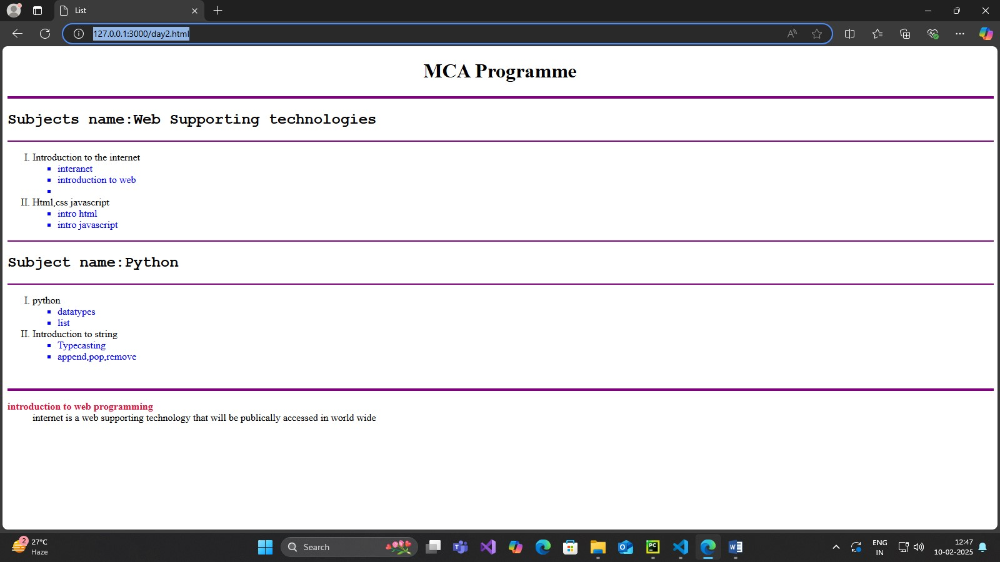 List
127.0.0.1:3000/day2.html
MCA Programme
Subjects name:Web Supporting technologies
I. Introduction to the internet
interanet
introduction to web
II. Html,css javascript
intro html
intro javascript
Subject name:Python
I. python
datatypes
list
II. Introduction to string
Typecasting
append,pop,remove
introduction to web programming
internet is a web supporting technology that will be publically accessed in world wide
2
27°C
Haze
Search
PC
ENG
IN
12:47
10-02-2025